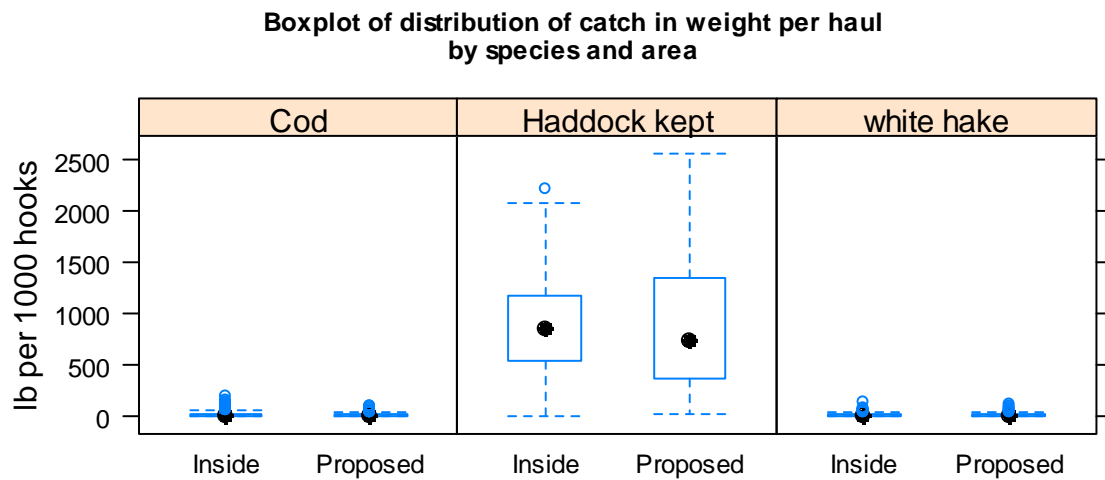 Boxplot of distribution of catch in weight per haul
by species and area
Cod
Haddock kept
white hake
lb per 1000 hooks
2500
2000
1500
1000
500
0
Inside
Proposed
Inside
Proposed
Inside
Proposed